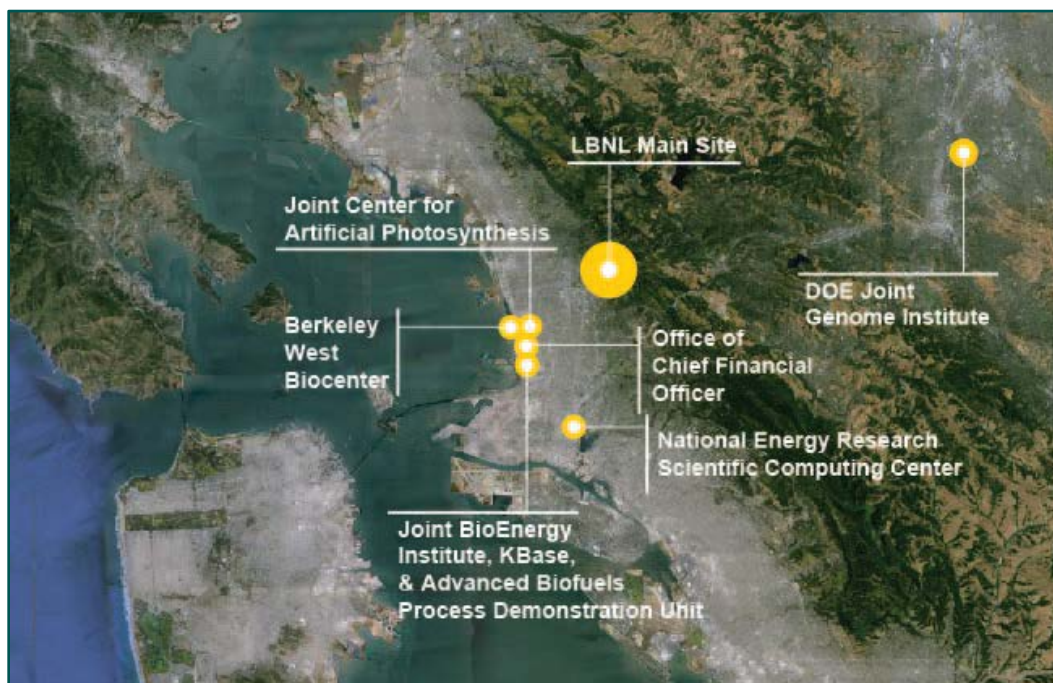 LBNL Main Site
Joint Center for
Artificial Photosynthesis
DOE Joint
Genome Institute
Berkeley
West
Biocenter
Office of
Chief Financial
Officer
National Energy Research
Scientific Computing Center
Joint BioEnergy
Institute, KBase,
& Advanced Biofuels
Process Demonstration Unit